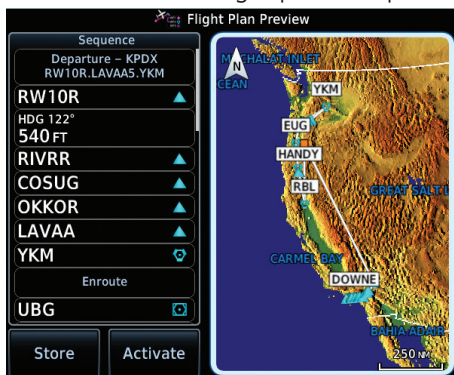 Flight Plan Preview
Sequence
Departure – KPDX
RW10R.LAVAA5.YKM
RW10R
HDG 122°
540 FT
RIVRR
COSUG
OKKOR
LAVAA
YKM
Enroute
UBG
Store
Activate
N
CEAN
YKM
EUG
HANDY
RBL
GREAT SALT L
CARMEL BAY
DOWNE
BAHIA ADAIR
250 NM